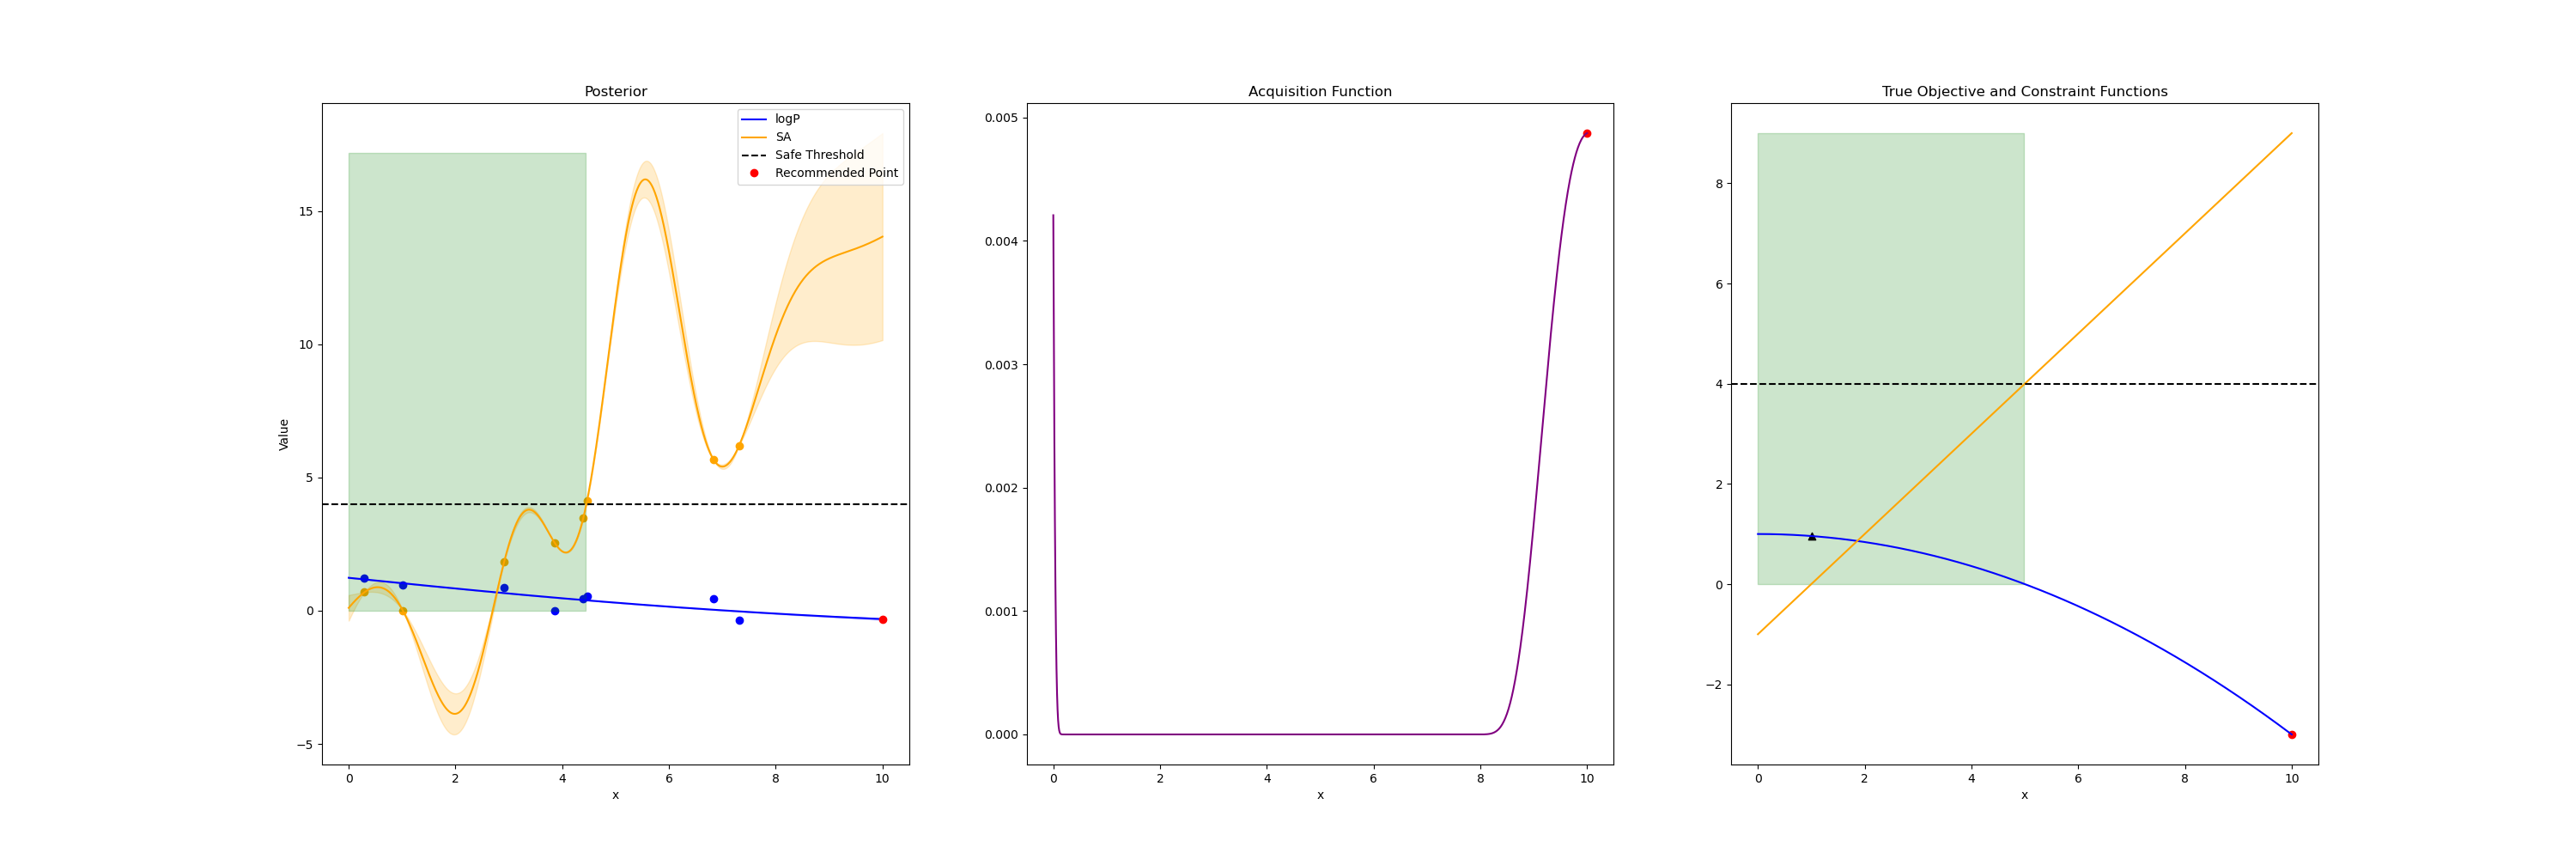 Posterior
logP
SA
Safe Threshold
Recommended Point
Value
15
10
5
0
−5
0 2 4 6 8 10
x
Acquisition Function
0.005
0.004
0.003
0.002
0.001
0.000
0 2 4 6 8 10
x
True Objective and Constraint Functions
8
6
4
2
0
−2
0 2 4 6 8 10
x